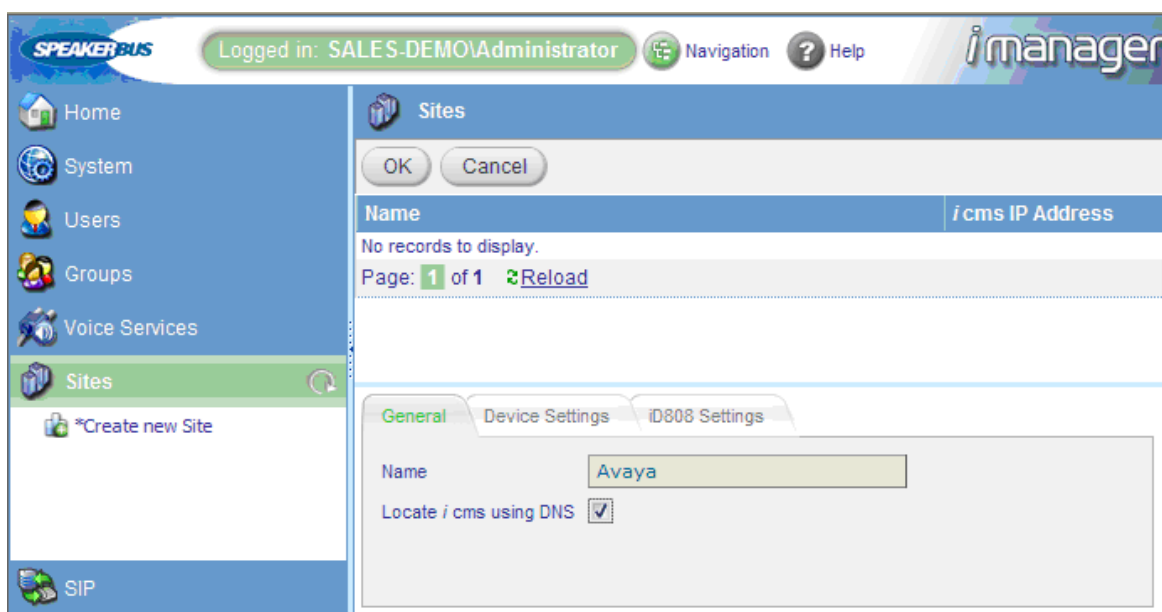 SPEAKERBUS
Logged in: SALES-DEMO\Administrator
Navigation
Help
i manager
Home
System
Users
Groups
Voice Services
Sites
*Create new Site
SIP
Sites
OK
Cancel
Name i cms IP Address
No records to display.
Page: 1 of 1 Reload
General
Device Settings
iD808 Settings
Name Avaya
Locate i cms using DNS